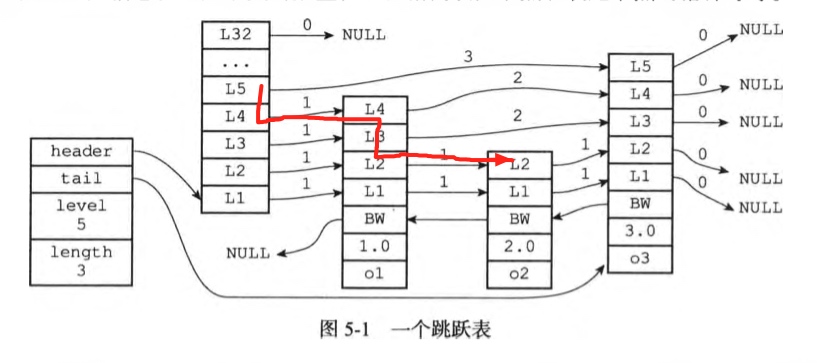 L32
0
NULL
...
L5
3
L4
1
L3
1
L2
1
L1
1
header
tail
level
5
length
3
NULL
L4
2
L3
2
L2
1
L1
1
BW
1.0
o1
L2
1
L1
1
BW
2.0
o2
L5
0
NULL
L4
0
NULL
L3
0
NULL
L2
0
NULL
L1
0
NULL
BW
3.0
o3
图 5-1 一个跳跃表